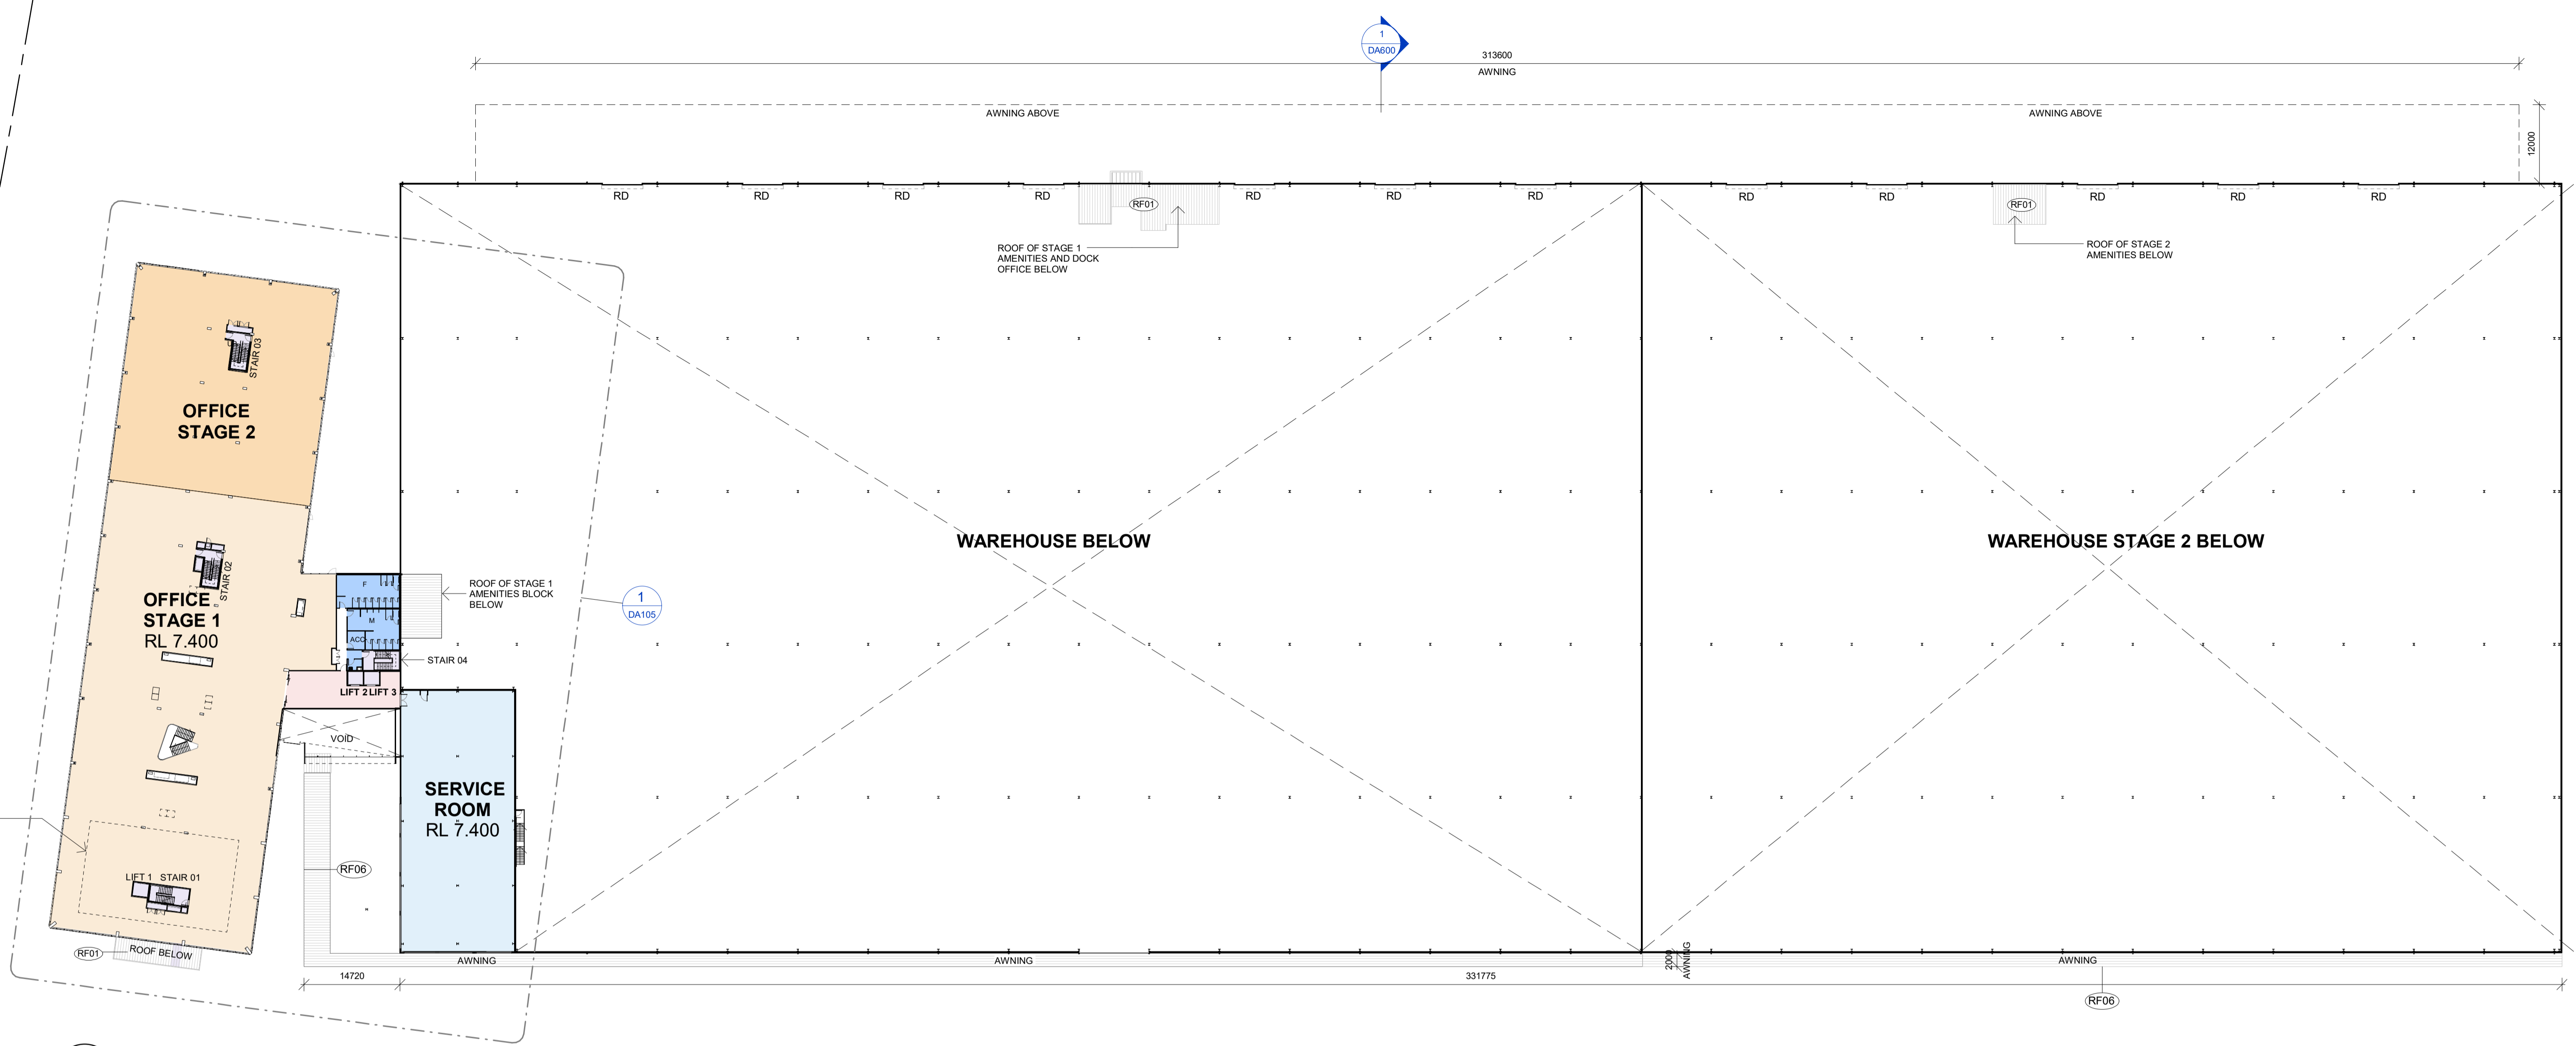 1
DA600
313600
AWNING
AWNING ABOVE
AWNING ABOVE
12000
RD
RD
RD
RD
RF01
RD
RD
RD
RD
RD
RF01
RD
RD
RD
ROOF OF STAGE 1
AMENITIES AND DOCK
OFFICE BELOW
ROOF OF STAGE 2
AMENITIES BELOW
STAIR 03
OFFICE
STAGE 2
WAREHOUSE BELOW
WAREHOUSE STAGE 2 BELOW
STAIR 02
OFFICE
STAGE 1
RL 7.400
F
M
ACC
ROOF OF STAGE 1
AMENITIES BLOCK
BELOW
1
DA105
STAIR 04
LIFT 2
LIFT 3
VOID
SERVICE
ROOM
RL 7.400
RF06
LIFT 1
STAIR 01
RF01
ROOF BELOW
AWNING
AWNING
2000
AWNING
AWNING
14720
331775
RF06